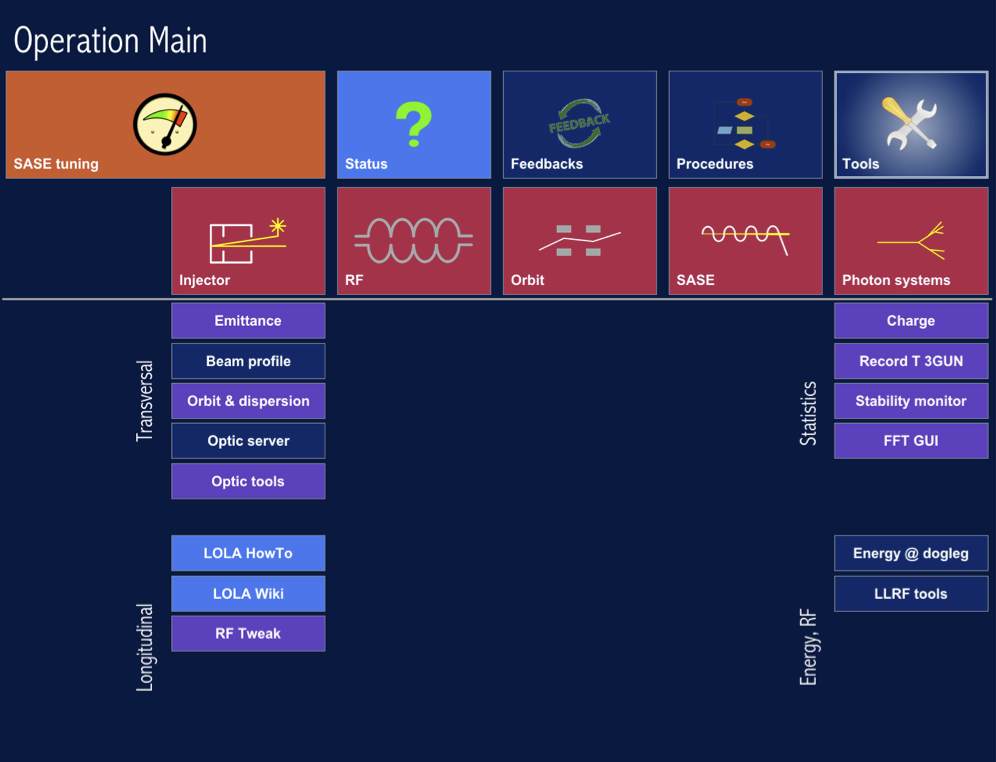 Operation Main
SASE tuning
Status
FEEDBACK
Feedbacks
Procedures
Tools
Injector
RF
Orbit
SASE
Photon systems
Transversal
Emittance
Beam profile
Orbit & dispersion
Optic server
Optic tools
Statistics
Charge
Record T 3GUN
Stability monitor
FFT GUI
Longitudinal
LOLA HowTo
LOLA Wiki
RF Tweak
Energy, RF
Energy @ dogleg
LLRF tools